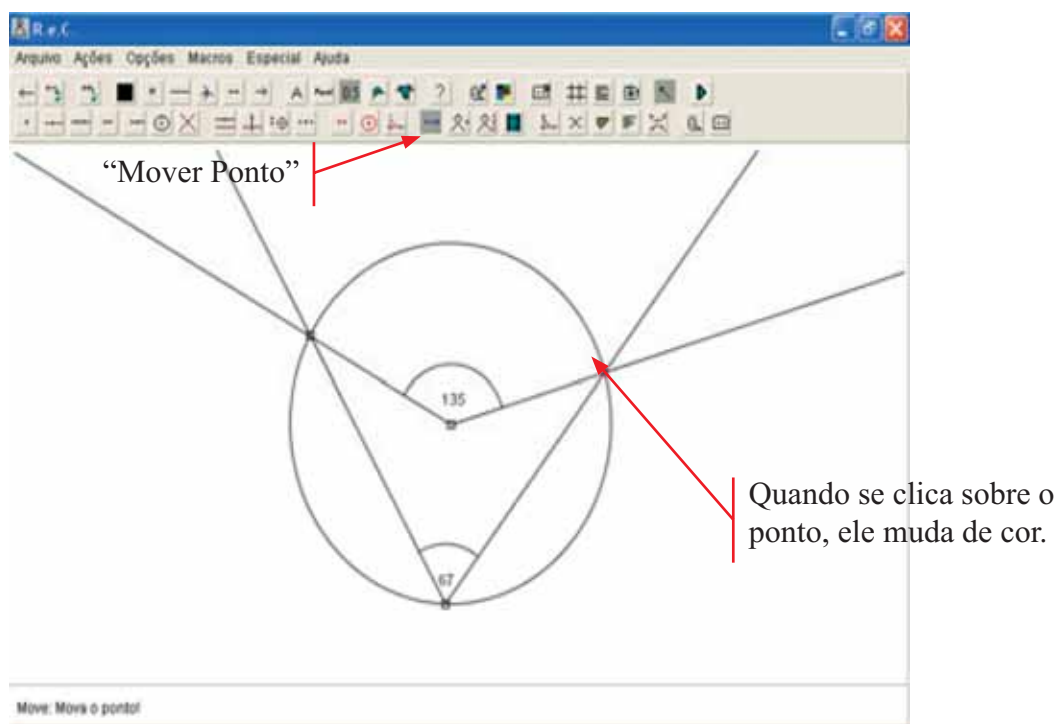 R.e.C.
Arquivo Ações Opções Macros Especial Ajuda
“Mover Ponto”
135
67
Quando se clica sobre o
ponto, ele muda de cor.
Move: Mova o ponto!